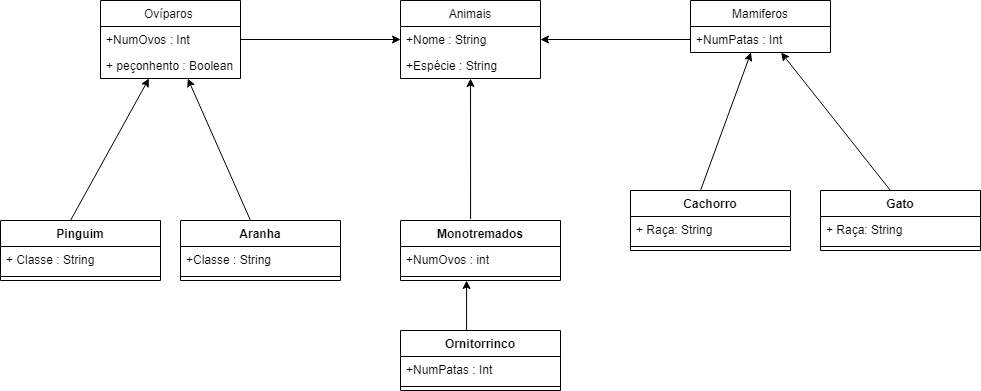 Ovíparos
+NumOvos : Int
+ peçonhento : Boolean
Animais
+Nome : String
+Espécie : String
Mamiferos
+NumPatas : Int
Pinguim
+ Classe : String
Aranha
+Classe : String
Monotremados
+NumOvos : int
Cachorro
+ Raça: String
Gato
+ Raça: String
Ornitorrinco
+NumPatas : Int